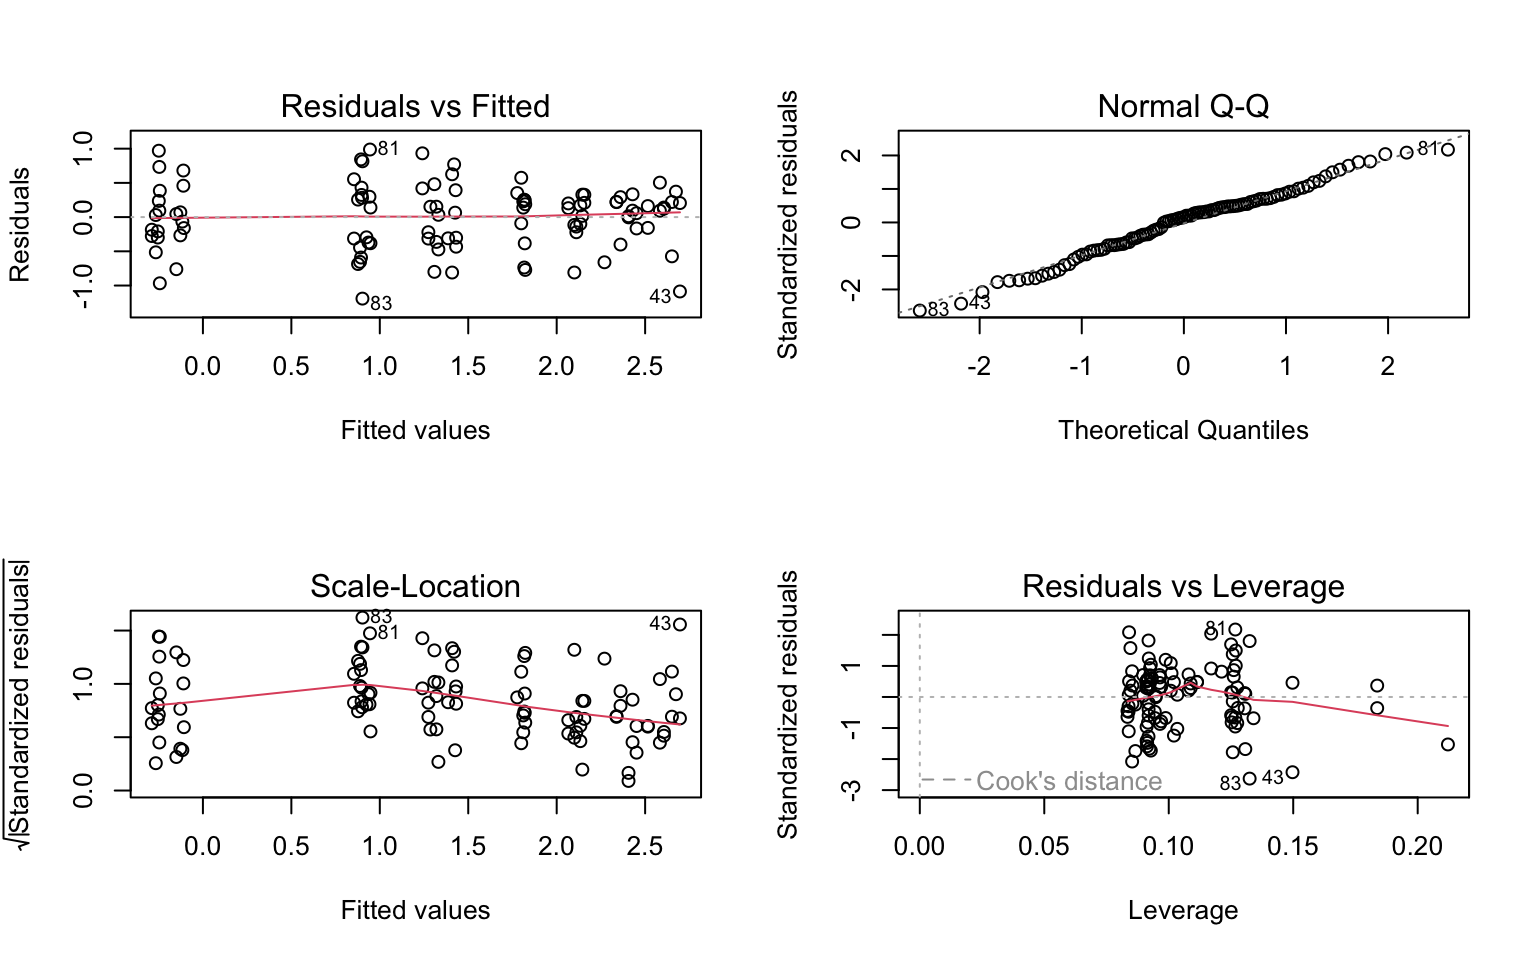 Residuals vs Fitted
Residuals
1.0
0.0
-1.0
81
83
43
0.0 0.5 1.0 1.5 2.0 2.5
Fitted values
Normal Q-Q
Standardized residuals
2
0
-2
81
83
43
-2 -1 0 1 2
Theoretical Quantiles
Scale-Location
√|Standardized residuals|
1.0
0.0
83
81
43
0.0 0.5 1.0 1.5 2.0 2.5
Fitted values
Residuals vs Leverage
Standardized residuals
1
-1
-3
81
83
43
Cook's distance
0.00 0.05 0.10 0.15 0.20
Leverage